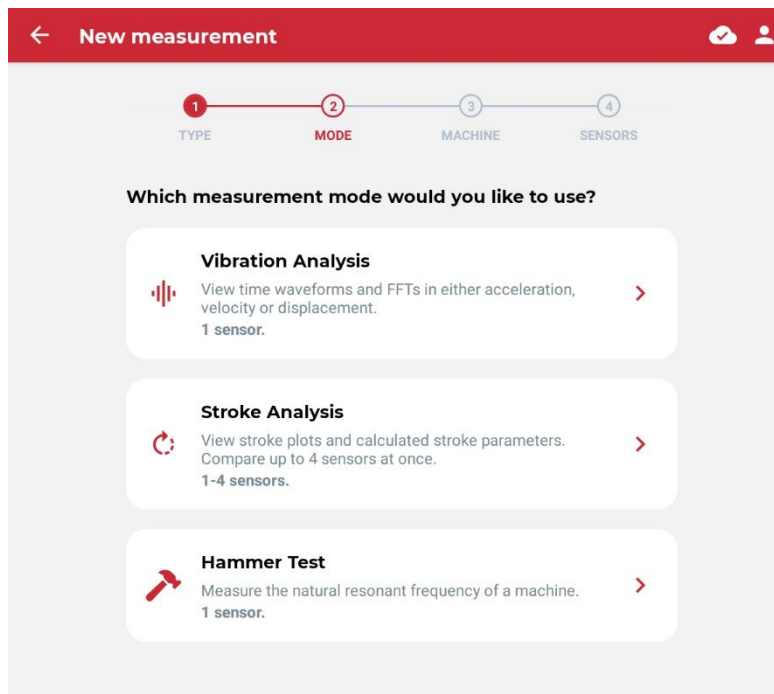 New measurement
1 2 3 4
TYPE MODE MACHINE SENSORS
Which measurement mode would you like to use?
Vibration Analysis
View time waveforms and FFTs in either acceleration,
velocity or displacement.
1 sensor.
Stroke Analysis
View stroke plots and calculated stroke parameters.
Compare up to 4 sensors at once.
1-4 sensors.
Hammer Test
Measure the natural resonant frequency of a machine.
1 sensor.